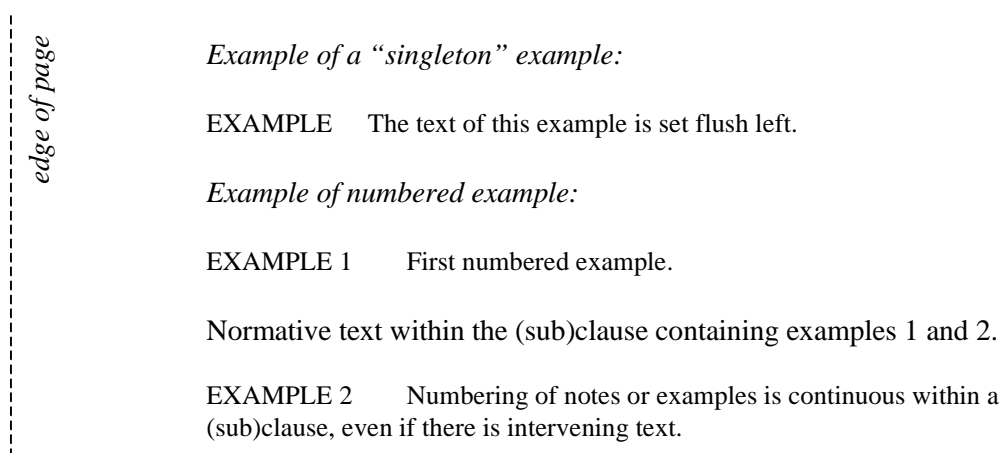 edge of page
Example of a “singleton” example:
EXAMPLE The text of this example is set flush left.
Example of numbered example:
EXAMPLE 1 First numbered example.
Normative text within the (sub)clause containing examples 1 and 2.
EXAMPLE 2 Numbering of notes or examples is continuous within a
(sub)clause, even if there is intervening text.